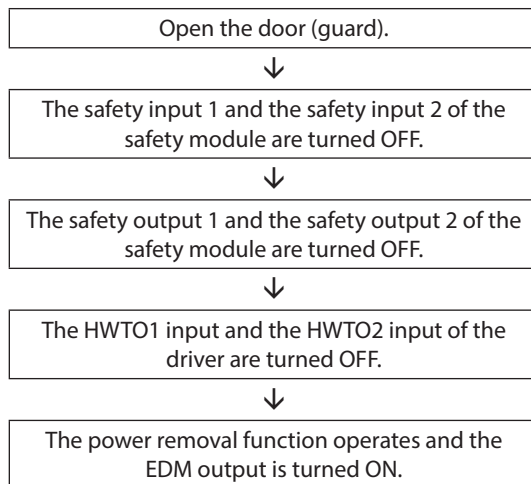 Open the door (guard).
The safety input 1 and the safety input 2 of the
safety module are turned OFF.
The safety output 1 and the safety output 2 of the
safety module are turned OFF.
The HWTO1 input and the HWTO2 input of the
driver are turned OFF.
The power removal function operates and the
EDM output is turned ON.